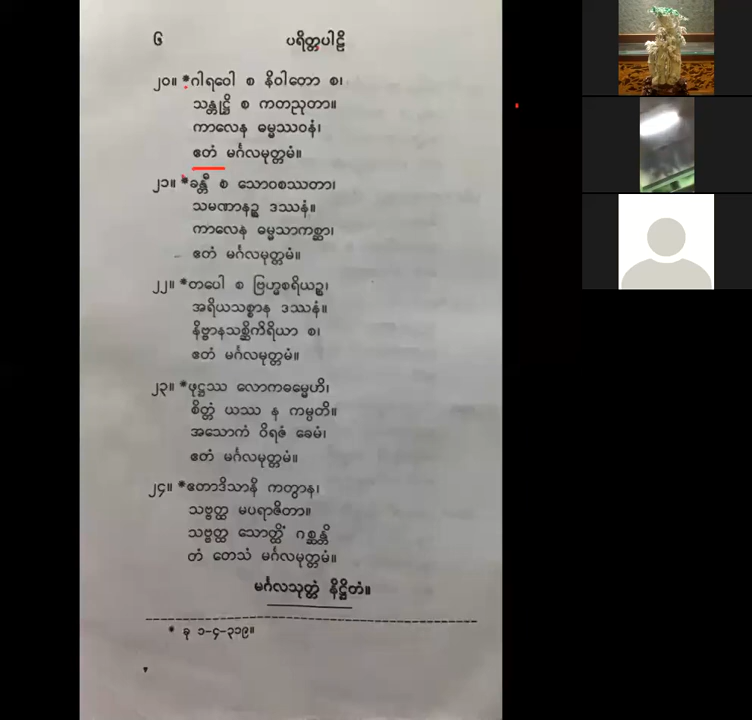 ၆ ပရိတ္တပါဠိ
၂၀။ *ဂါရဝေါ စ နိဝါတော စ၊
သန္တုဋ္ဌိ စ ကတညုတာ။
ကာလေန ဓမ္မဿဝနံ၊
ဧတံ မင်္ဂလမုတ္တမံ။
၂၁။ *ခန္တီ စ သောဝစဿတာ၊
သမဏာနဉ္စ ဒဿနံ။
ကာလေန ဓမ္မသာကစ္ဆာ၊
ဧတံ မင်္ဂလမုတ္တမံ။
၂၂။ *တပေါ စ ဗြဟ္မစရိယဉ္စ၊
အရိယသစ္စာန ဒဿနံ။
နိဗ္ဗာနသစ္ဆိကိရိယာ စ၊
ဧတံ မင်္ဂလမုတ္တမံ။
၂၃။ *ဖုဋ္ဌဿ လောကဓမ္မေဟိ၊
စိတ္တံ ယဿ န ကမ္ပတိ။
အသောကံ ဝိရဇံ ခေမံ၊
ဧတံ မင်္ဂလမုတ္တမံ။
၂၄။ *ဧတာဒိသာနိ ကတွာန၊
သဗ္ဗတ္ထ မပရာဇိတာ။
သဗ္ဗတ္ထ သောတ္ထိံ ဂစ္ဆန္တိ
တံ တေသံ မင်္ဂလမုတ္တမံ။
မင်္ဂလသုတ္တံ နိဋ္ဌိတံ။
* ခု ၁-၄-၃၁၉။